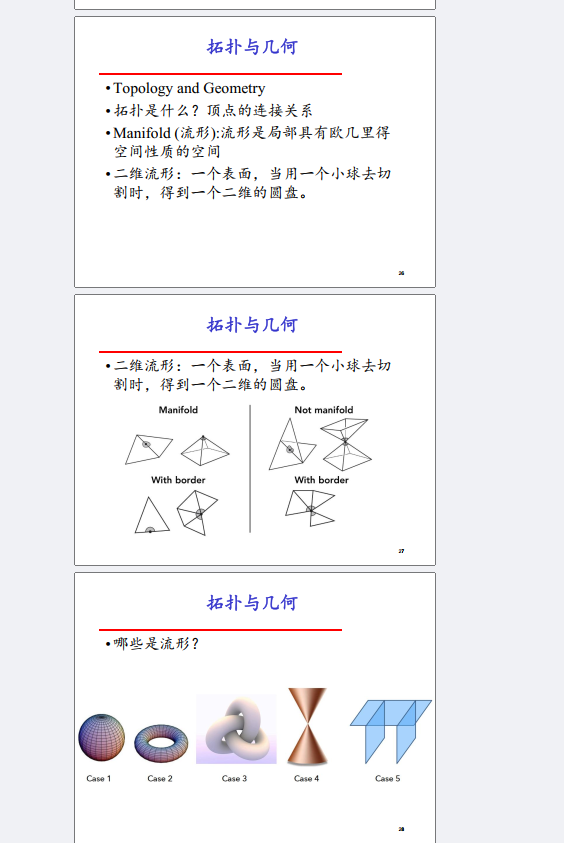 拓扑与几何
•Topology and Geometry
•拓扑是什么？顶点的连接关系
•Manifold (流形):流形是局部具有欧几里得
空间性质的空间
•二维流形：一个表面，当用一个小球去切
割时，得到一个二维的圆盘。
26
拓扑与几何
•二维流形：一个表面，当用一个小球去切
割时，得到一个二维的圆盘。
Manifold
Not manifold
With border
With border
27
拓扑与几何
•哪些是流形？
Case 1
Case 2
Case 3
Case 4
Case 5
28